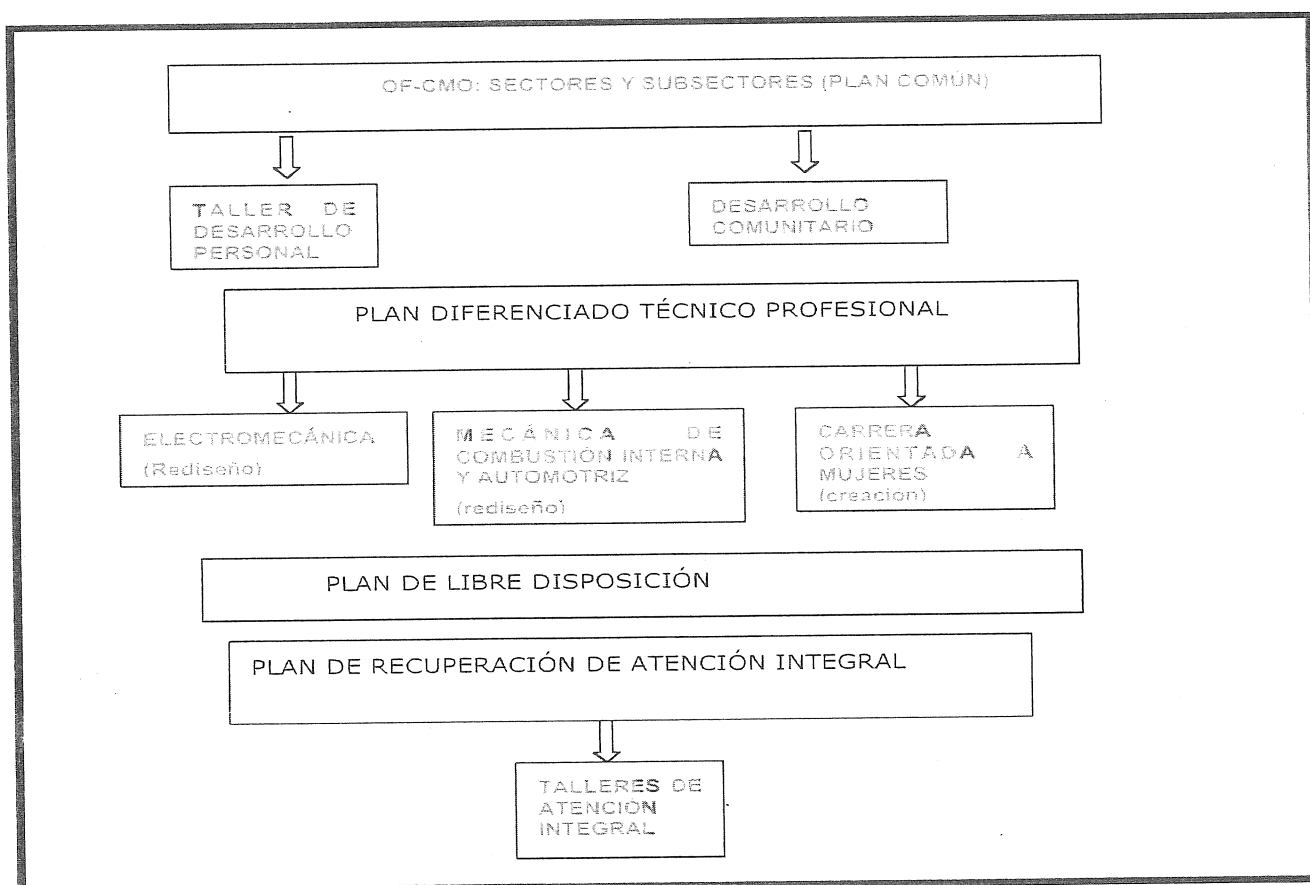 OF-CMO: SECTORES Y SUBSECTORES (PLAN COMÚN)
TALLER DE
DESARROLLO
PERSONAL
DESARROLLO
COMUNITARIO
PLAN DIFERENCIADO TÉCNICO PROFESIONAL
ELECTROMECÁNICA
(Rediseño)
MECÁNICA DE
COMBUSTIÓN INTERNA
Y AUTOMOTRIZ
(rediseño)
CARRERA
ORIENTADA A
MUJERES
(creacion)
PLAN DE LIBRE DISPOSICIÓN
PLAN DE RECUPERACIÓN DE ATENCIÓN INTEGRAL
TALLERES DE
ATENCIÓN
INTEGRAL